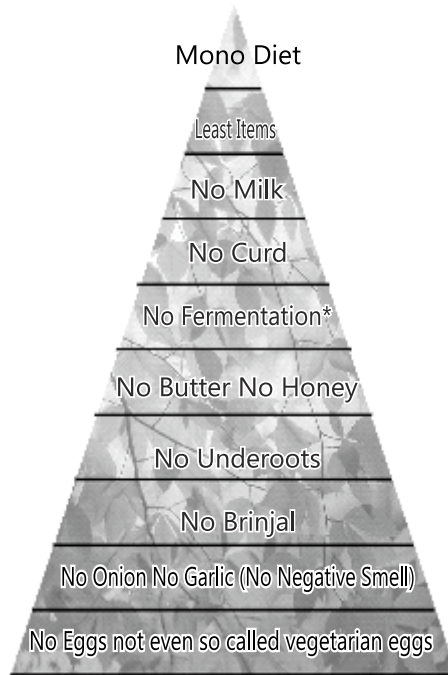 Mono Diet
Least Items
No Milk
No Curd
No Fermentation*
No Butter No Honey
No Underoots
No Brinjal
No Onion No Garlic (No Negative Smell)
No Eggs not even so called vegetarian eggs